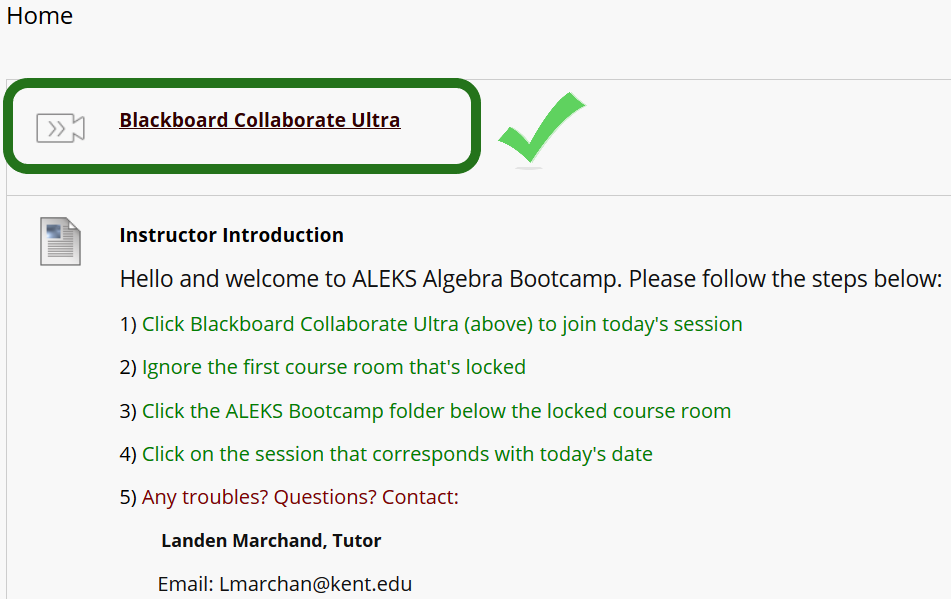 Home
Blackboard Collaborate Ultra
Instructor Introduction
Hello and welcome to ALEKS Algebra Bootcamp. Please follow the steps below:
1) Click Blackboard Collaborate Ultra (above) to join today's session
2) Ignore the first course room that's locked
3) Click the ALEKS Bootcamp folder below the locked course room
4) Click on the session that corresponds with today's date
5) Any troubles? Questions? Contact:
Landen Marchand, Tutor
Email: Lmarchan@kent.edu